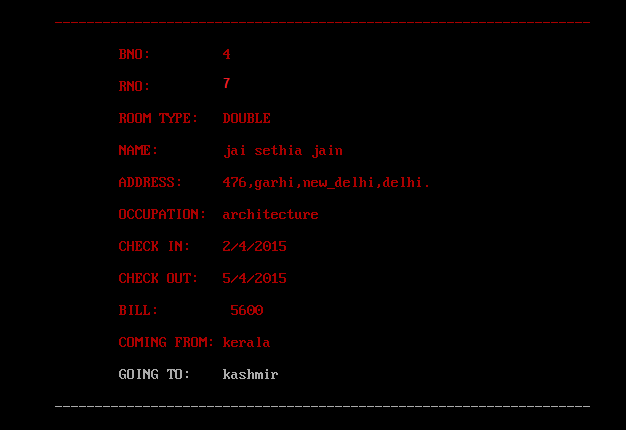 BNO: 4
RNO: 7
ROOM TYPE: DOUBLE
NAME: jai sethia jain
ADDRESS: 476,garhi,new_delhi,delhi.
OCCUPATION: architecture
CHECK IN: 2/4/2015
CHECK OUT: 5/4/2015
BILL: 5600
COMING FROM: kerala
GOING TO: kashmir